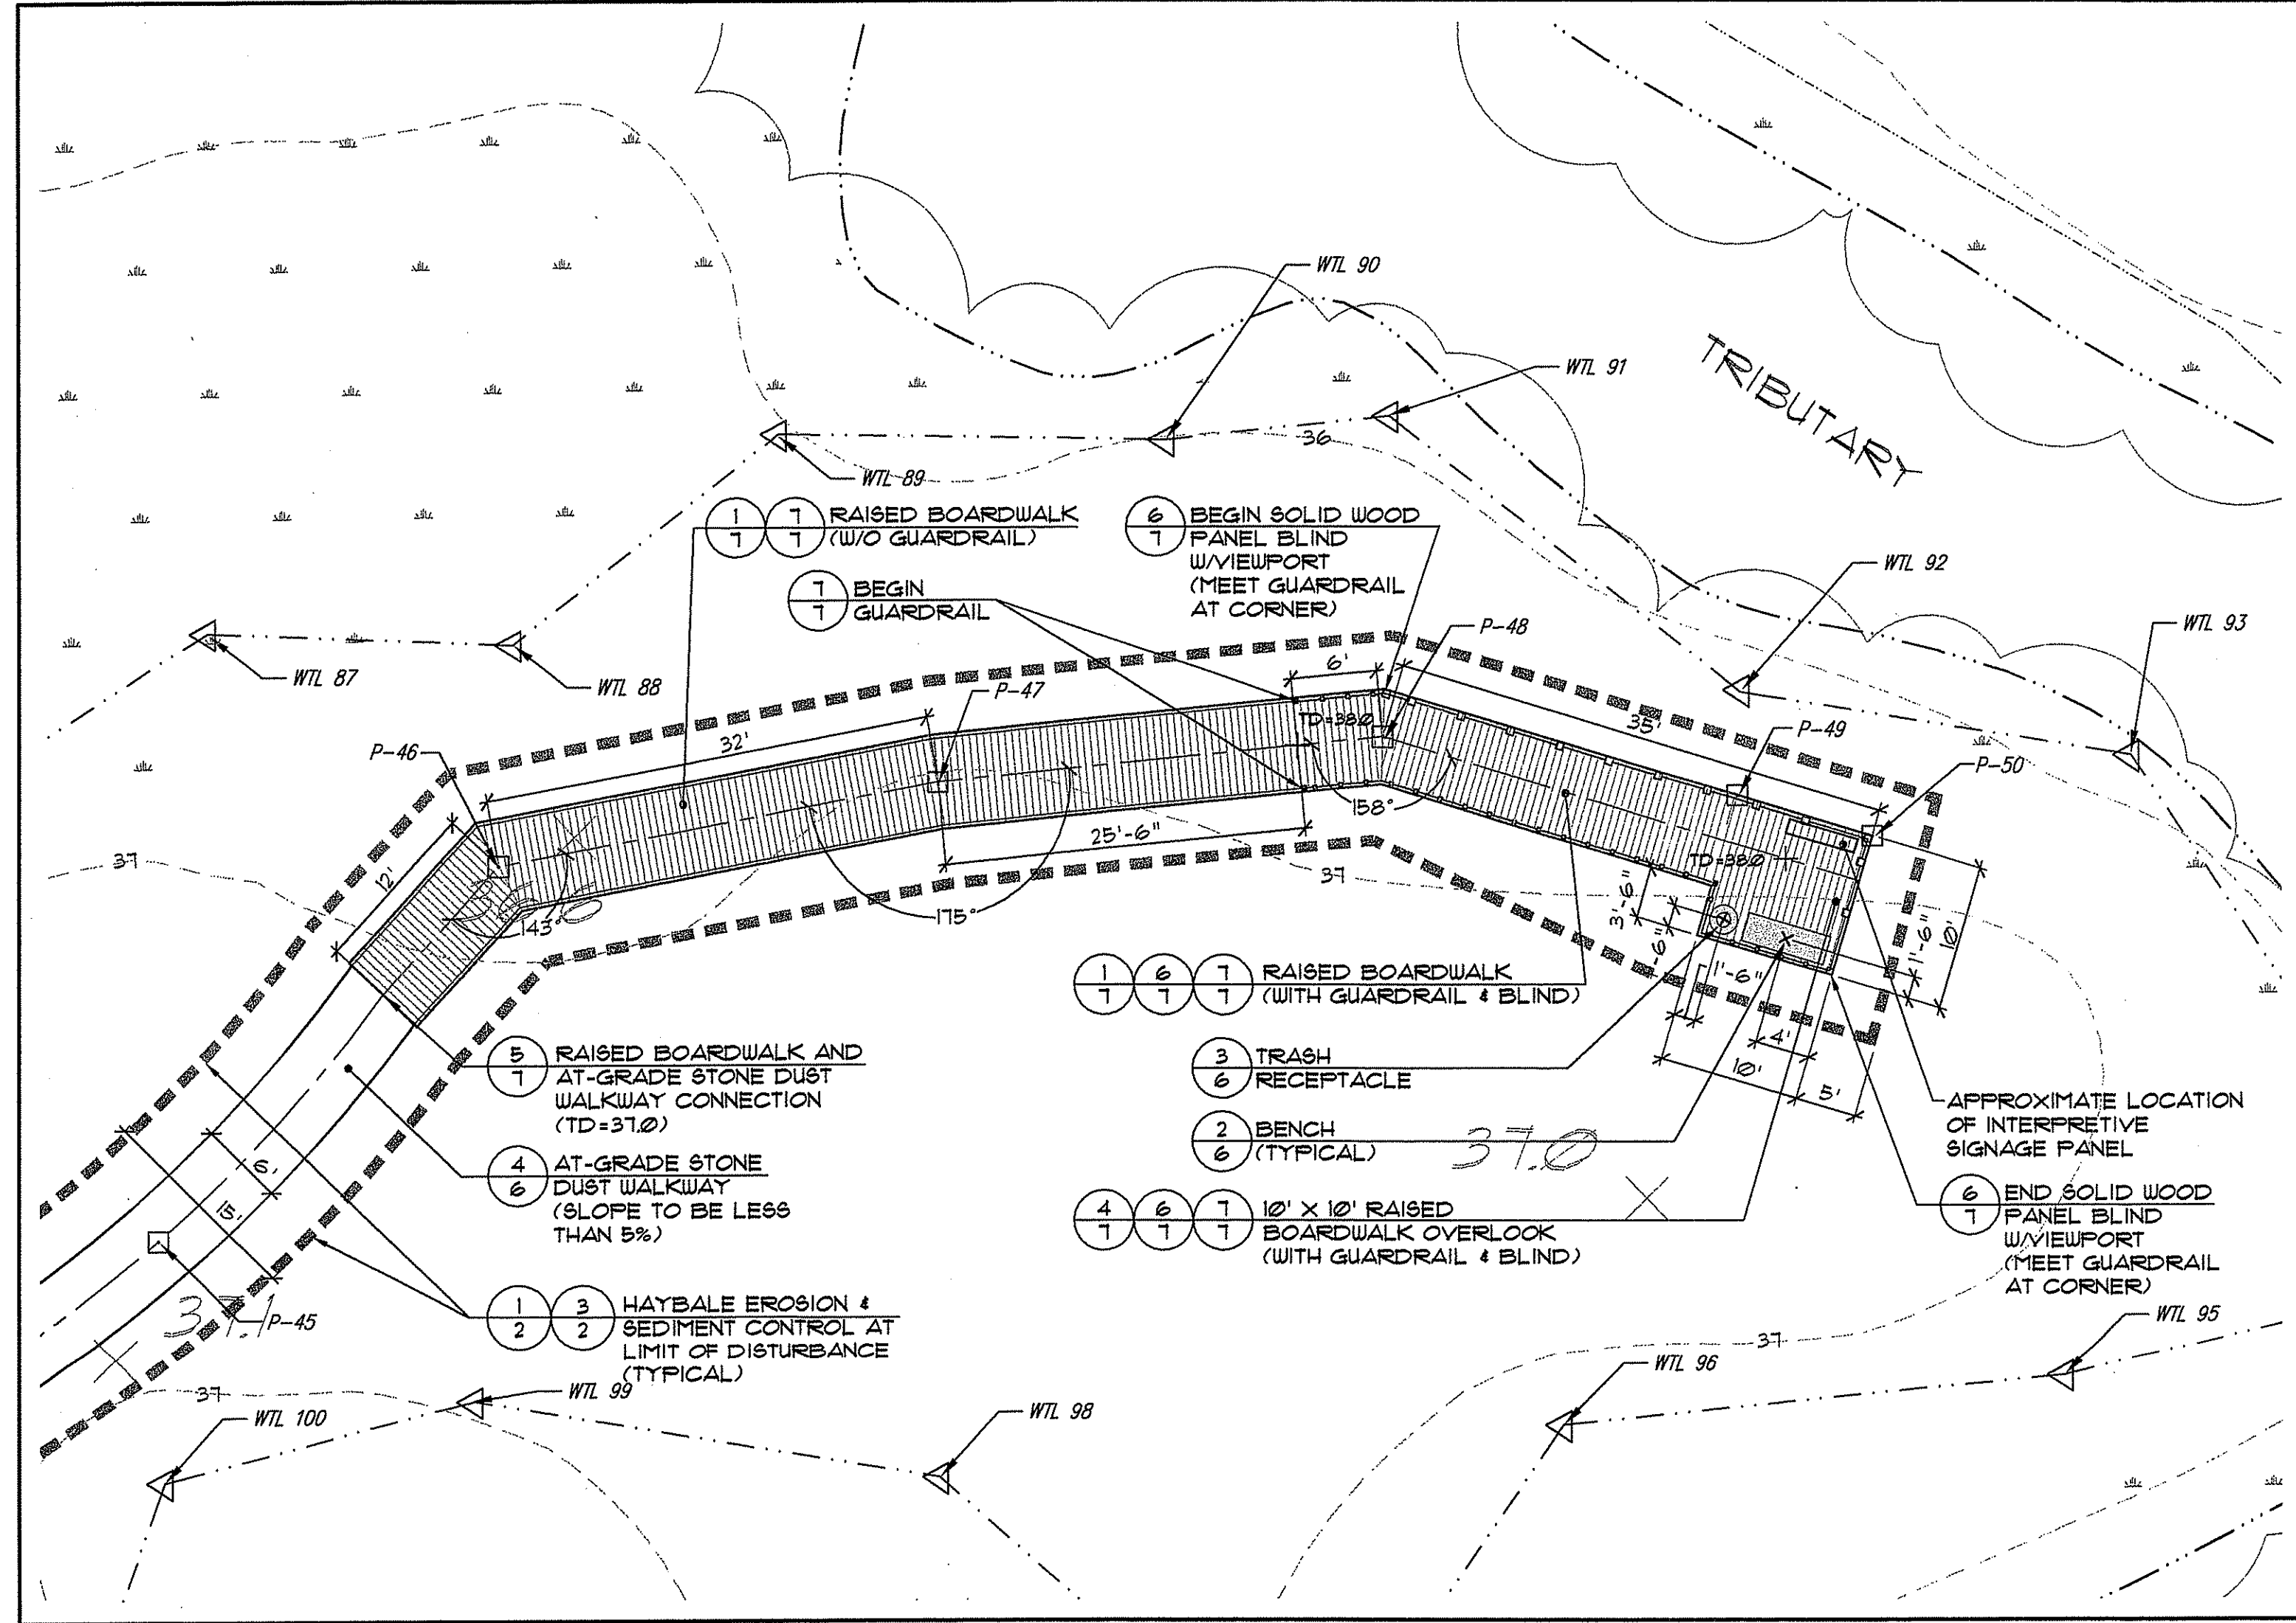 WTL 90
WTL 91
TRIBUTARY
36
WTL 89
1
7
7
7
RAISED BOARDWALK
(W/O GUARDRAIL)
6
7
BEGIN SOLID WOOD
PANEL BLIND
W/VIEWPORT
(MEET GUARDRAIL
AT CORNER)
7
7
BEGIN
GUARDRAIL
WTL 92
WTL 93
WTL 87
WTL 88
P-48
6'
P-47
TD=38.0
35'
P-49
P-46
32'
P-50
158°
25'-6"
37
12'
143°
175°
37
TD=38.0
3'-6"
1'-6"
1'-6"
10'
1'-6"
1
7
6
7
7
7
RAISED BOARDWALK
(WITH GUARDRAIL & BLIND)
4'
10'
5'
5
7
RAISED BOARDWALK AND
AT-GRADE STONE DUST
WALKWAY CONNECTION
(TD=37.0)
3
6
TRASH
RECEPTACLE
APPROXIMATE LOCATION
OF INTERPRETIVE
SIGNAGE PANEL
2
6
BENCH
(TYPICAL)
37.0
4
6
AT-GRADE STONE
DUST WALKWAY
(SLOPE TO BE LESS
THAN 5%)
6'
15'
4
7
6
7
7
7
10' X 10' RAISED
BOARDWALK OVERLOOK
(WITH GUARDRAIL & BLIND)
6
7
END SOLID WOOD
PANEL BLIND
W/VIEWPORT
(MEET GUARDRAIL
AT CORNER)
37.1
P-45
1
2
3
2
HAYBALE EROSION &
SEDIMENT CONTROL AT
LIMIT OF DISTURBANCE
(TYPICAL)
WTL 95
37
WTL 96
37
WTL 99
WTL 100
WTL 98